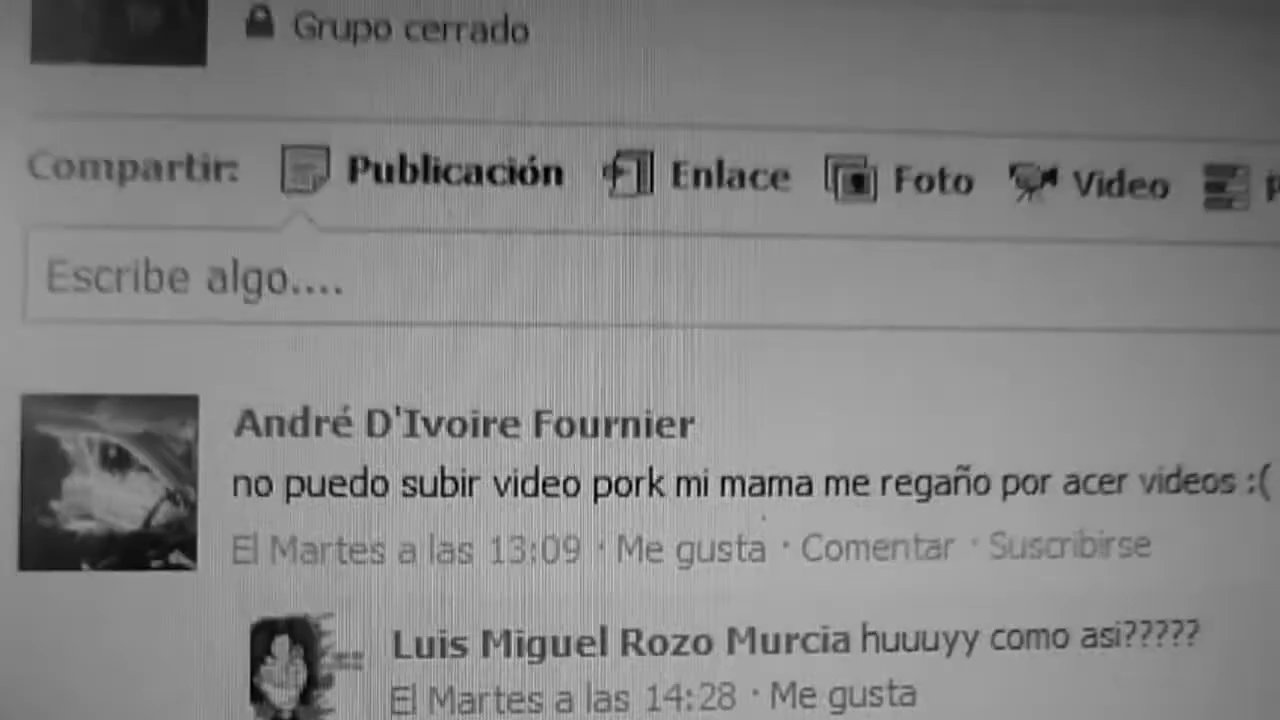 Grupo cerrado
Compartir: Publicación Enlace Foto Video
Escribe algo....
André D'Ivoire Fournier
no puedo subir video pork mi mama me regaño por acer videos :(
El Martes a las 13:09 · Me gusta · Comentar · Suscribirse
Luis Miguel Rozo Murcia huuuyy como asi?????
El Martes a las 14:28 · Me gusta